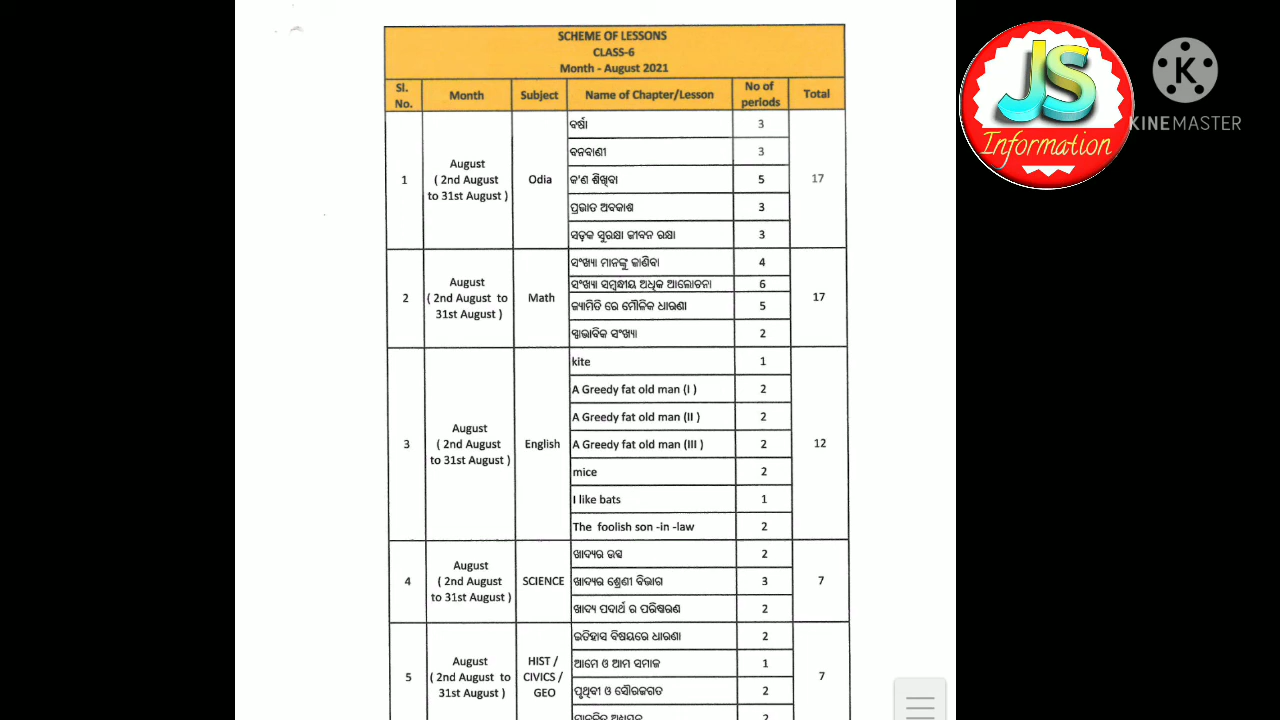 SCHEME OF LESSONS
CLASS-6
Month - August 2021
Sl. No. Month Subject Name of Chapter/Lesson No of periods Total
1 August ( 2nd August to 31st August ) Odia ବର୍ଷା 3 17
ବନବାଣୀ 3
କ'ଣ ଶିଖିବା 5
ପ୍ରଭାତ ଅବକାଶ 3
ସଡ଼କ ସୁରକ୍ଷା ଜୀବନ ରକ୍ଷା 3
2 August ( 2nd August to 31st August ) Math ସଂଖ୍ୟା ମାନଙ୍କୁ ଜାଣିବା 4 17
ସଂଖ୍ୟା ସମ୍ବନ୍ଧୀୟ ଅଧିକ ଆଲୋଚନା 6
ଜ୍ୟାମିତି ରେ ମୌଳିକ ଧାରଣା 5
ସ୍ବାଭାବିକ ସଂଖ୍ୟା 2
3 August ( 2nd August to 31st August ) English kite 1 12
A Greedy fat old man (I ) 2
A Greedy fat old man (II ) 2
A Greedy fat old man (III ) 2
mice 2
I like bats 1
The foolish son -in -law 2
4 August ( 2nd August to 31st August ) SCIENCE ଖାଦ୍ୟର ଉତ୍ସ 2 7
ଖାଦ୍ୟର ଶ୍ରେଣୀ ବିଭାଗ 3
ଖାଦ୍ୟ ପଦାର୍ଥ ର ପରିଷ୍କରଣ 2
5 August ( 2nd August to 31st August ) HIST / CIVICS / GEO ଇତିହାସ ବିଷୟରେ ଧାରଣା 2 7
ଆମେ ଓ ଆମ ସମାଜ 1
ପୃଥିବୀ ଓ ସୌରଜଗତ 2
JS
Information
K
KINEMASTER